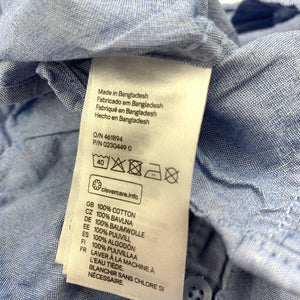 Made in Bangladesh
Fabricado em Bangladesh
Fabriqué en Bangladesh
Hecho en Bangladesh
O/N 461894
P/N 0230449 0
40
clevercare.info
GB 100% COTTON
CZ 100% BAVLNA
DE 100% BAUMWOLLE
EE 100% PUUVILL
ES 100% ALGODÓN
FI 100% PUUVILLAA
LAVER À LA MACHINE À
L'EAU TIÈDE.
BLANCHIR SANS CHLORE SI
NÉCESSAIRE.